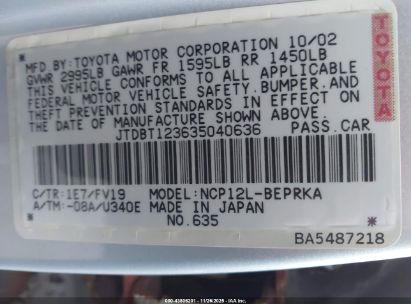 MFD. BY: TOYOTA MOTOR CORPORATION 10/02
GVWR 2995LB GAWR FR 1595LB RR 1450LB
THIS VEHICLE CONFORMS TO ALL APPLICABLE
FEDERAL MOTOR VEHICLE SAFETY, BUMPER, AND
THEFT PREVENTION STANDARDS IN EFFECT ON
THE DATE OF MANUFACTURE SHOWN ABOVE.
JTDBT123635040636 PASS. CAR
C/TR: 1E7/FV19 MODEL: NCP12L-BEPRKA
A/TM: -08A/U340E MADE IN JAPAN
NO. 635
BA5487218
TOYOTA